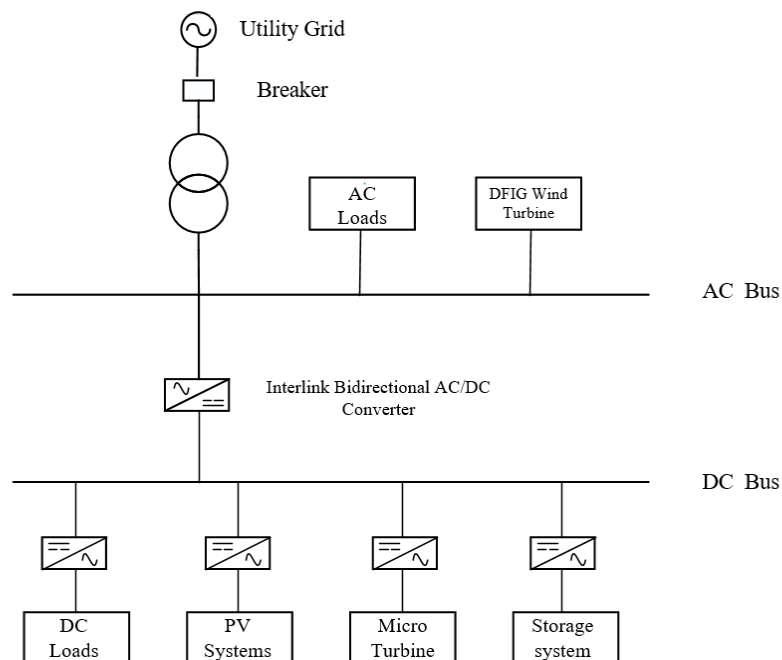 Utility Grid
Breaker
AC
Loads
DFIG Wind
Turbine
AC Bus
Interlink Bidirectional AC/DC
Converter
DC Bus
DC
Loads
PV
Systems
Micro
Turbine
Storage
system